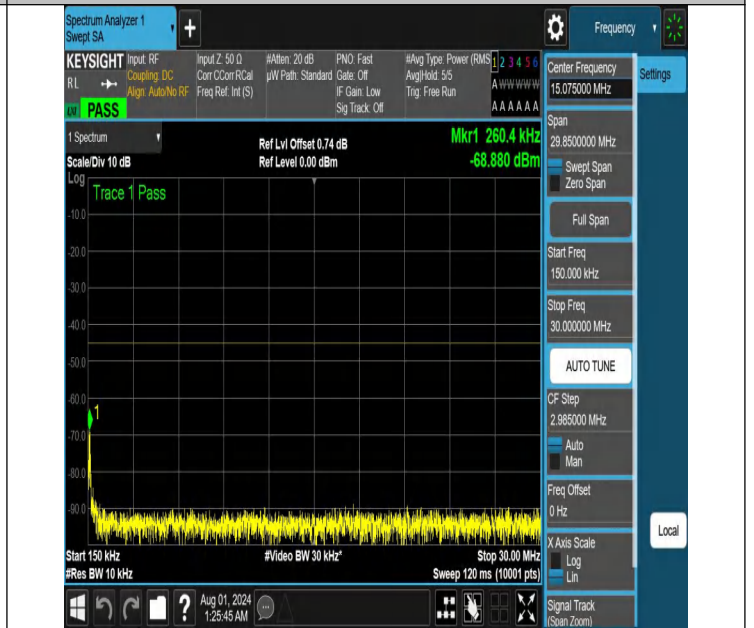 Spectrum Analyzer 1
Swept SA
+
Frequency
KEYSIGHT
Input: RF
Input Z: 50 Ω
#Atten: 20 dB
PNO: Fast
#Avg Type: Power (RMS
1 2 3 4 5 6
RL
Coupling: DC
Corr CCorr RCal
µW Path: Standard
Gate: Off
Avg|Hold: 5/5
A W W W W W
Align: Auto/No RF
Freq Ref: Int (S)
IF Gain: Low
Trig: Free Run
Sig Track: Off
A A A A A A
PASS
1 Spectrum
Ref Lvl Offset 0.74 dB
Mkr1 260.4 kHz
Scale/Div 10 dB
Ref Level 0.00 dBm
-68.880 dBm
Log
Trace 1 Pass
-10.0
-20.0
-30.0
-40.0
-50.0
-60.0
1
-70.0
-80.0
-90.0
Start 150 kHz
#Video BW 30 kHz*
Stop 30.00 MHz
#Res BW 10 kHz
Sweep 120 ms (10001 pts)
Aug 01, 2024
1:25:45 AM
?
Center Frequency
15.075000 MHz
Settings
Span
29.8500000 MHz
Swept Span
Zero Span
Full Span
Start Freq
150.000 kHz
Stop Freq
30.000000 MHz
AUTO TUNE
CF Step
2.985000 MHz
Auto
Man
Freq Offset
0 Hz
X Axis Scale
Log
Lin
Local
Signal Track
(Span Zoom)